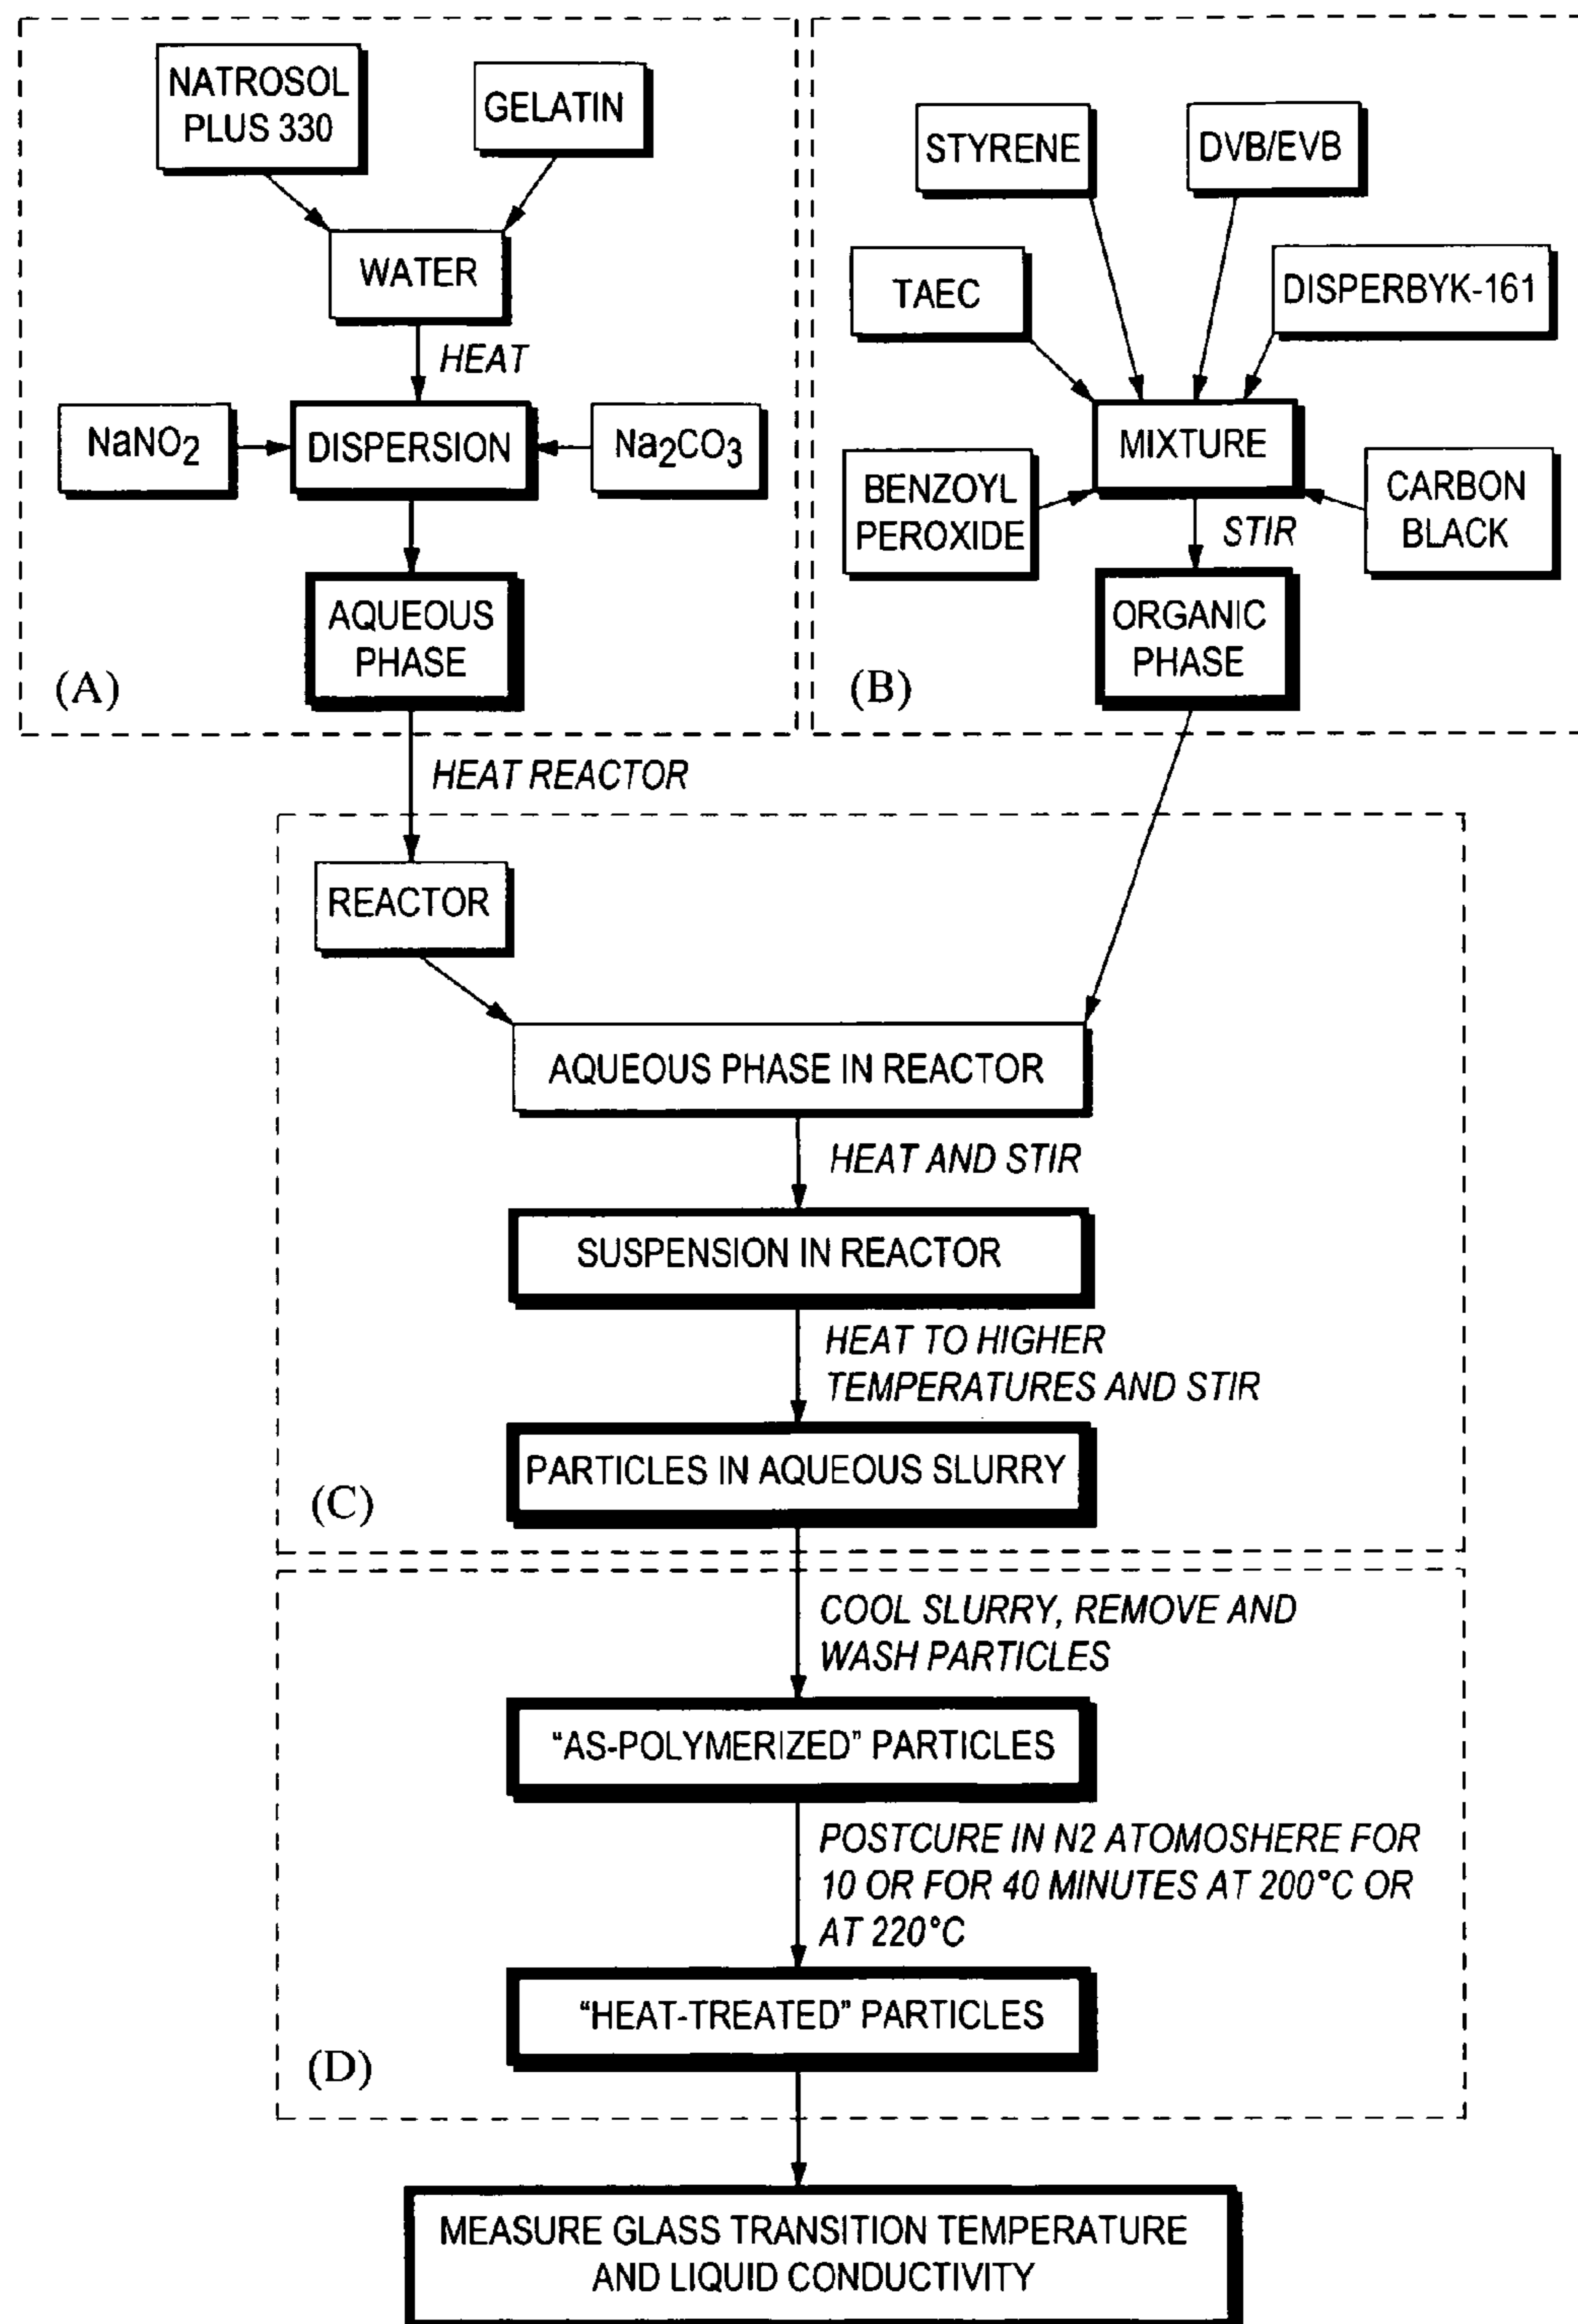 NATROSOL
PLUS 330
GELATIN
WATER
HEAT
NaNO2
DISPERSION
Na2CO3
AQUEOUS
PHASE
(A)
STYRENE
DVB/EVB
TAEC
DISPERBYK-161
MIXTURE
BENZOYL
PEROXIDE
CARBON
BLACK
STIR
ORGANIC
PHASE
(B)
HEAT REACTOR
REACTOR
AQUEOUS PHASE IN REACTOR
HEAT AND STIR
SUSPENSION IN REACTOR
HEAT TO HIGHER
TEMPERATURES AND STIR
PARTICLES IN AQUEOUS SLURRY
(C)
COOL SLURRY, REMOVE AND
WASH PARTICLES
“AS-POLYMERIZED” PARTICLES
POSTCURE IN N2 ATOMOSHERE FOR
10 OR FOR 40 MINUTES AT 200°C OR
AT 220°C
“HEAT-TREATED” PARTICLES
(D)
MEASURE GLASS TRANSITION TEMPERATURE
AND LIQUID CONDUCTIVITY